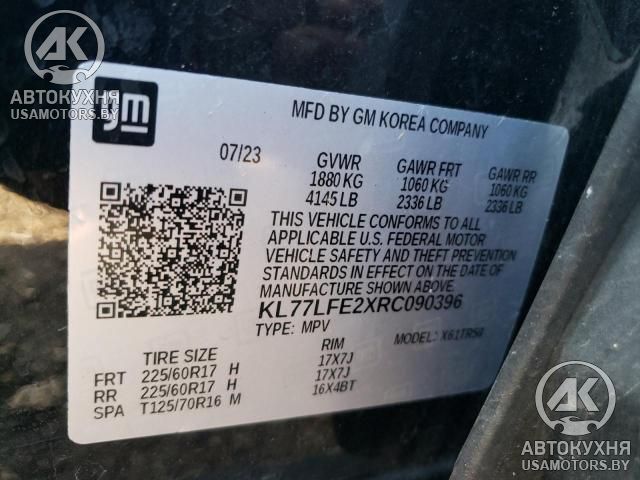 AK
АВТОКУХНЯ
USAMOTORS.BY
gm
MFD BY GM KOREA COMPANY
07/23 GVWR GAWR FRT GAWR RR
1880 KG 1060 KG 1060 KG
4145 LB 2336 LB 2336 LB
THIS VEHICLE CONFORMS TO ALL
APPLICABLE U.S. FEDERAL MOTOR
VEHICLE SAFETY AND THEFT PREVENTION
STANDARDS IN EFFECT ON THE DATE OF
MANUFACTURE SHOWN ABOVE.
KL77LFE2XRC090396
TYPE: MPV MODEL:
TIRE SIZE RIM
FRT 225/60R17 H 17X7J
RR 225/60R17 H 17X7J
SPA T125/70R16 M 16X4BT
AK
АВТОКУХНЯ
USAMOTORS.BY